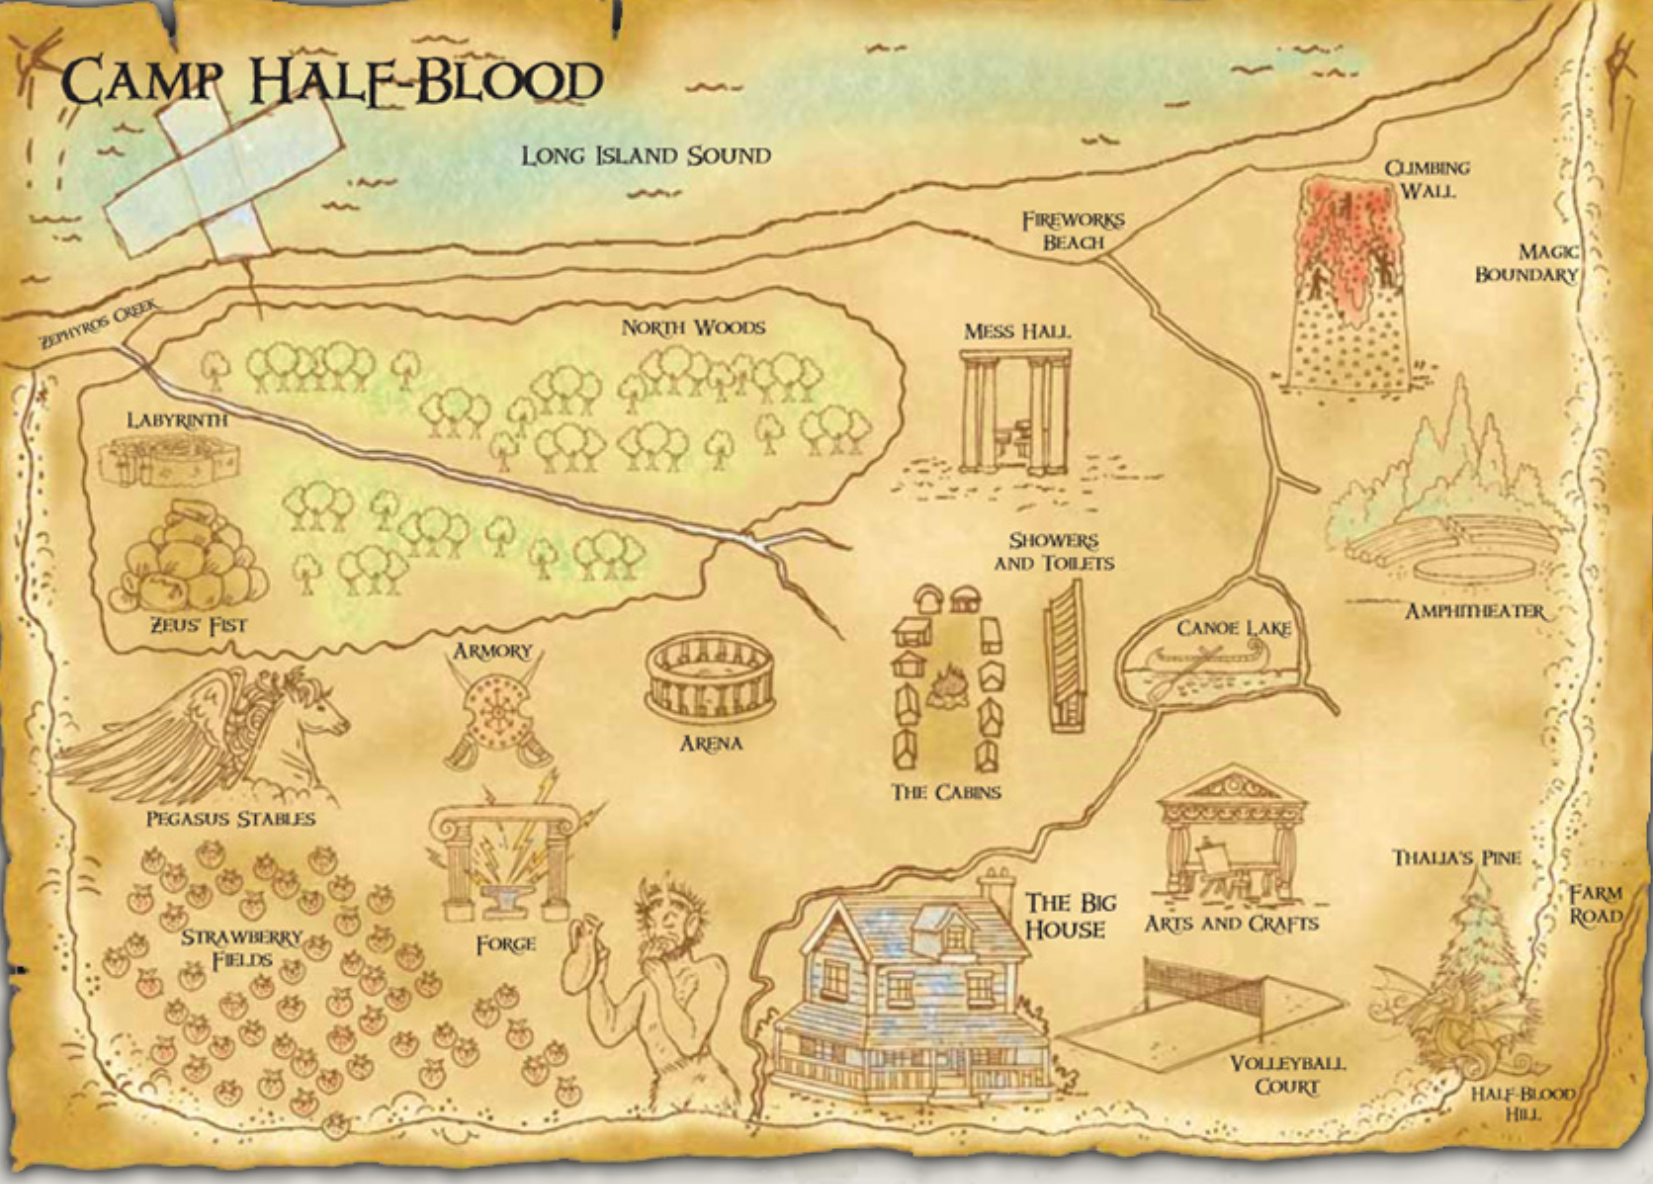 CAMP HALF-BLOOD
LONG ISLAND SOUND
CLIMBING
WALL
FIREWORKS
BEACH
MAGIC
BOUNDARY
ZEPHYROS CREEK
NORTH WOODS
MESS HALL
LABYRINTH
SHOWERS
AND TOILETS
ZEUS' FIST
AMPHITHEATER
CANOE LAKE
ARMORY
ARENA
THE CABINS
PEGASUS STABLES
THALIA'S PINE
FARM
ROAD
THE BIG
HOUSE
ARTS AND CRAFTS
STRAWBERRY
FIELDS
FORGE
VOLLEYBALL
COURT
HALF-BLOOD
HILL